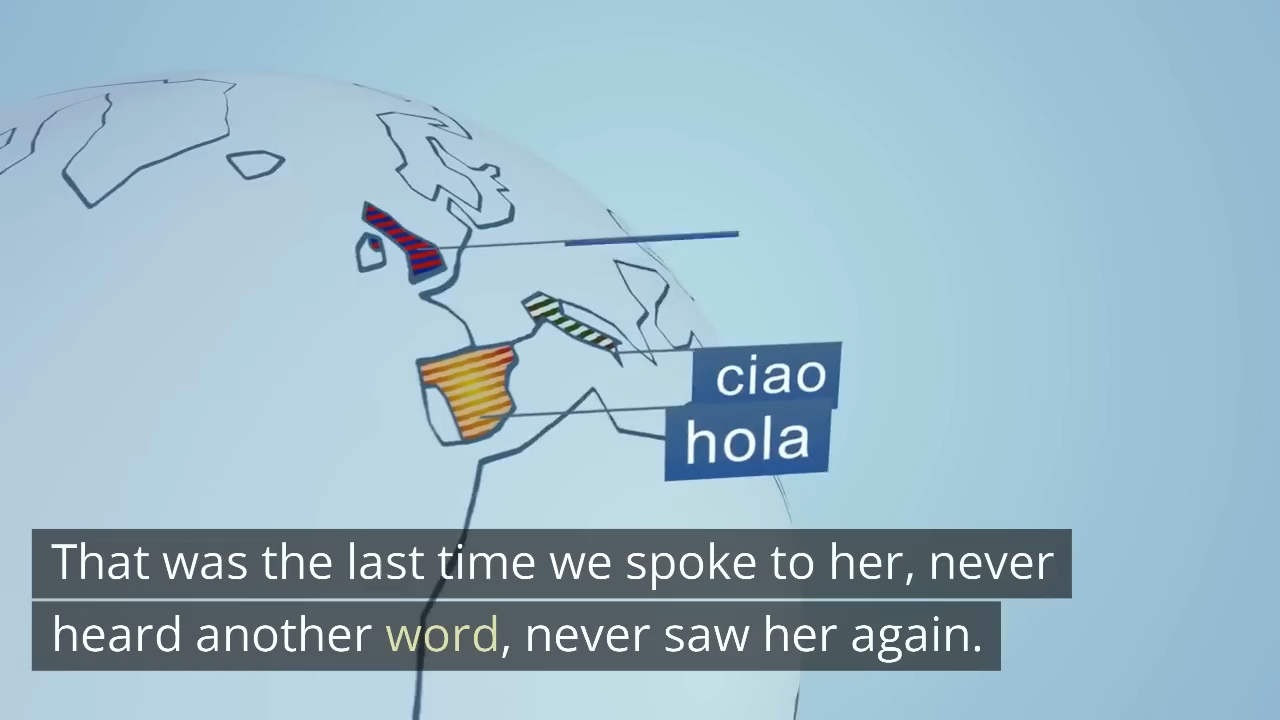 ciao
hola
That was the last time we spoke to her, never
heard another word, never saw her again.